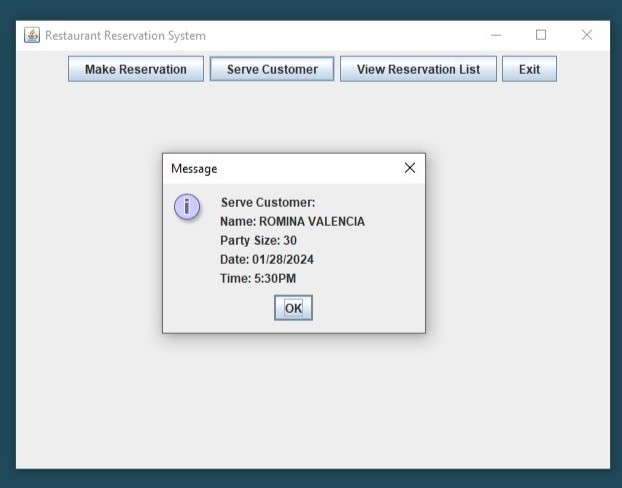 Restaurant Reservation System
Make Reservation Serve Customer View Reservation List Exit
Message
Serve Customer:
Name: ROMINA VALENCIA
Party Size: 30
Date: 01/28/2024
Time: 5:30PM
OK